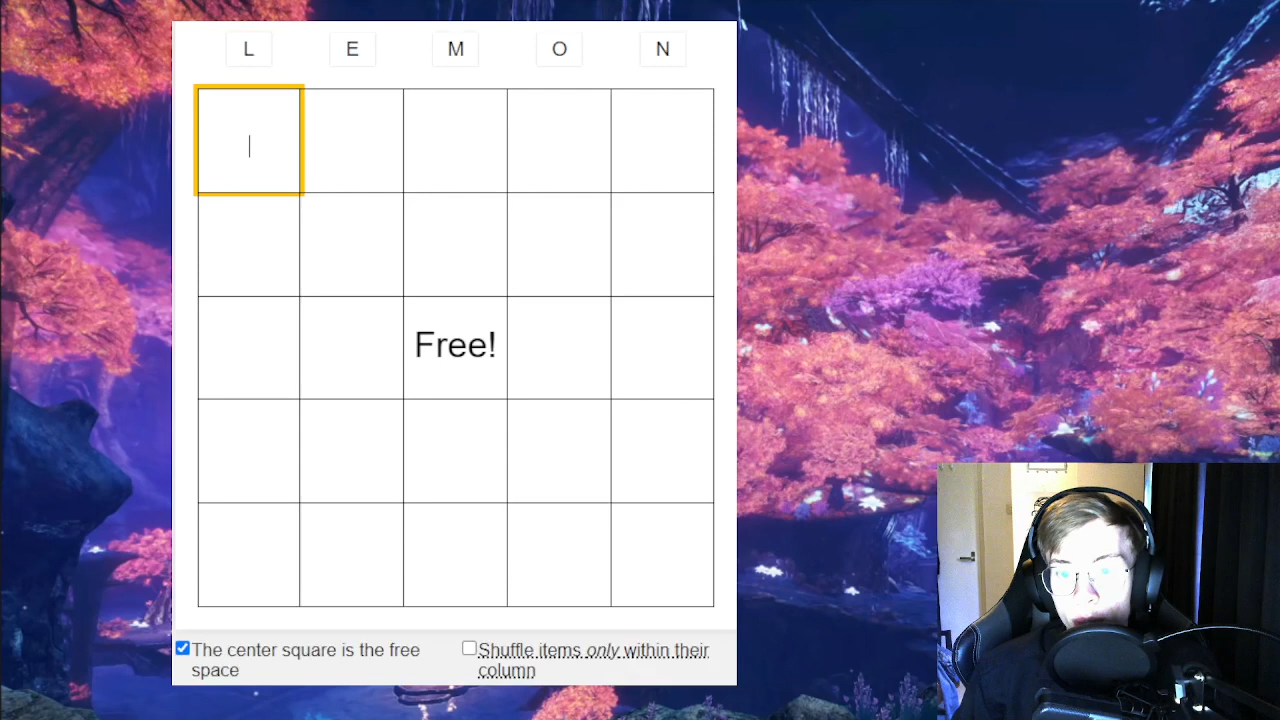 L E M O N
Free!
The center square is the free
space
Shuffle items only within their
column